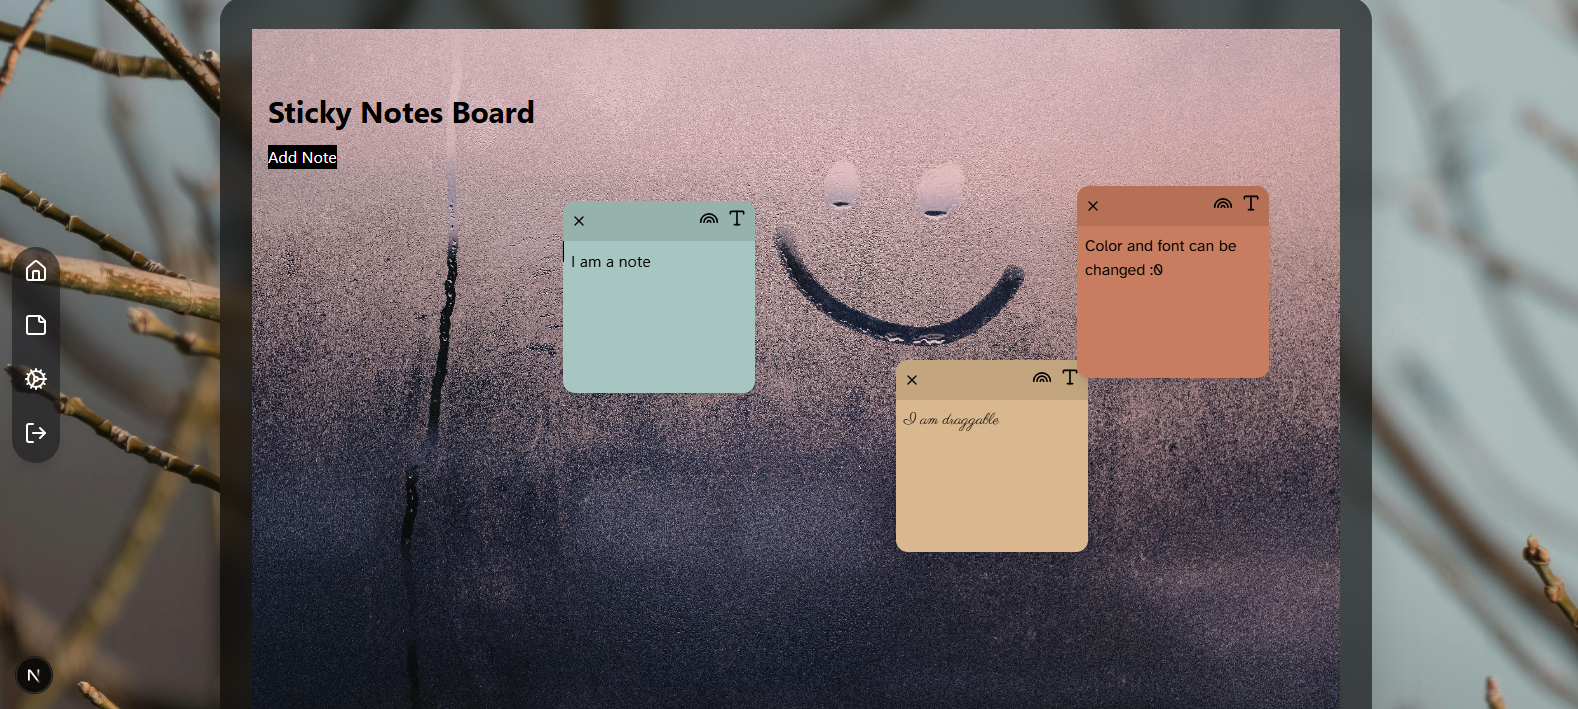 Sticky Notes Board
Add Note
I am a note
Color and font can be
changed :0
I am draggable
N